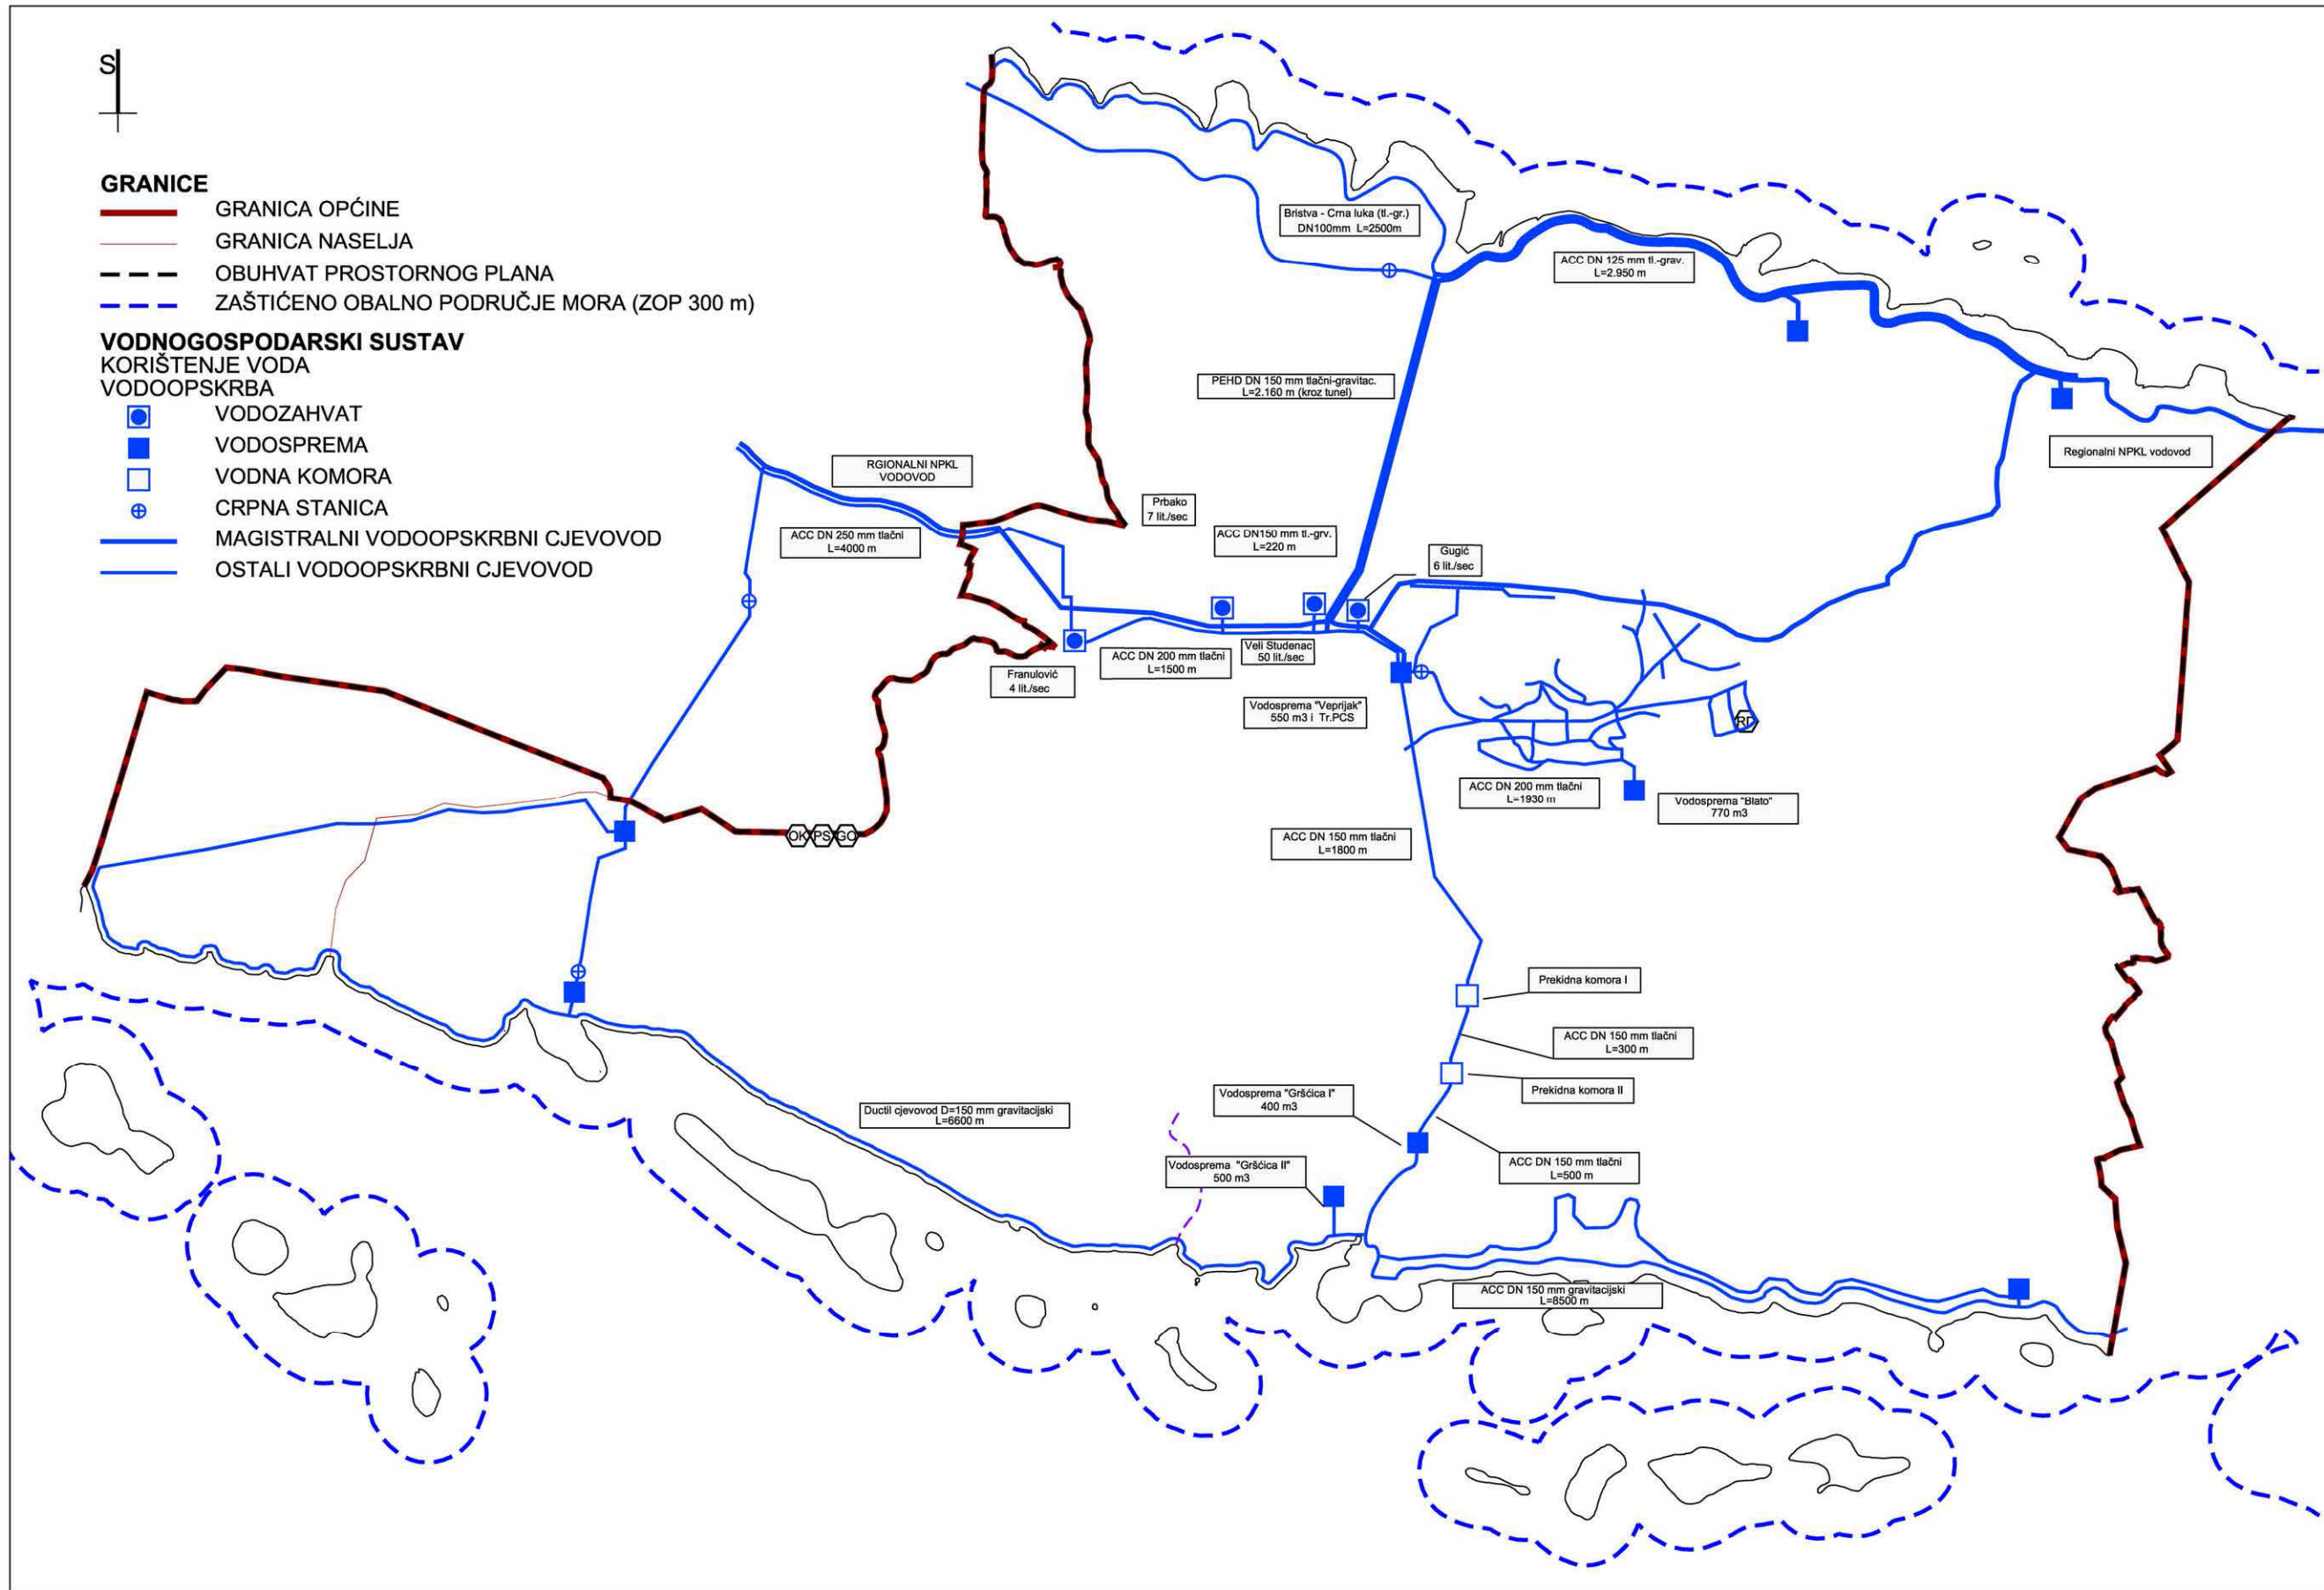 S
GRANICE
GRANICA OPĆINE
GRANICA NASELJA
OBUHVAT PROSTORNOG PLANA
ZAŠTIĆENO OBALNO PODRUČJE MORA (ZOP 300 m)
VODNOGOSPODARSKI SUSTAV
KORIŠTENJE VODA
VODOOPSKRBA
VODOZAHVAT
VODOSPREMA
VODNA KOMORA
CRPNA STANICA
MAGISTRALNI VODOOPSKRBNI CJEVOVOD
OSTALI VODOOPSKRBNI CJEVOVOD
Bristva - Crna luka (tl.-gr.)
DN100mm L=2500m
ACC DN 125 mm tl.-grav.
L=2.950 m
PEHD DN 150 mm tlačni-gravitac.
L=2.160 m (kroz tunel)
Regionalni NPKL vodovod
RGIONALNI NPKL
VODOVOD
Prbako
7 lit./sec
ACC DN 250 mm tlačni
L=4000 m
ACC DN150 mm tl.-grv.
L=220 m
Gugić
6 lit./sec
Franulović
4 lit./sec
ACC DN 200 mm tlačni
L=1500 m
Veli Studenac
50 lit./sec
Vodosprema "Veprijak"
550 m3 i Tr.PCS
RD
ACC DN 200 mm tlačni
L=1930 m
Vodosprema "Blato"
770 m3
OK PS GO
ACC DN 150 mm tlačni
L=1800 m
Prekidna komora I
ACC DN 150 mm tlačni
L=300 m
Prekidna komora II
Vodosprema "Gršćica I"
400 m3
Ductil cjevovod D=150 mm gravitacijski
L=6600 m
Vodosprema "Gršćica II"
500 m3
ACC DN 150 mm tlačni
L=500 m
ACC DN 150 mm gravitacijski
L=8500 m